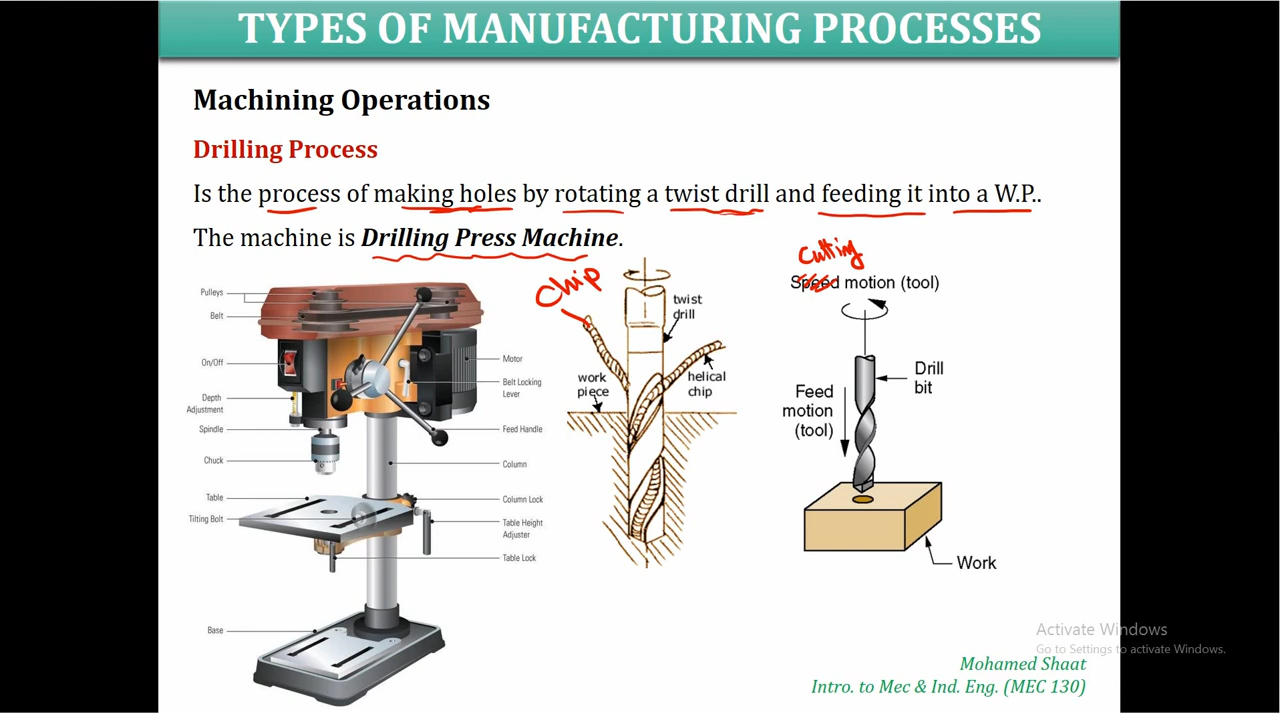 TYPES OF MANUFACTURING PROCESSES
Machining Operations
Drilling Process
Is the process of making holes by rotating a twist drill and feeding it into a W.P..
The machine is Drilling Press Machine.
Pulleys
Belt
On/Off
Depth
Adjustment
Spindle
Chuck
Table
Tilting Bolt
Base
Motor
Belt Locking
Lever
Feed Handle
Column
Column Lock
Table Height
Adjuster
Table Lock
Chip
twist
drill
work
piece
helical
chip
Cutting
Speed motion (tool)
Drill
bit
Feed
motion
(tool)
Work
Activate Windows
Go to Settings to activate Windows.
Mohamed Shaat
Intro. to Mec & Ind. Eng. (MEC 130)